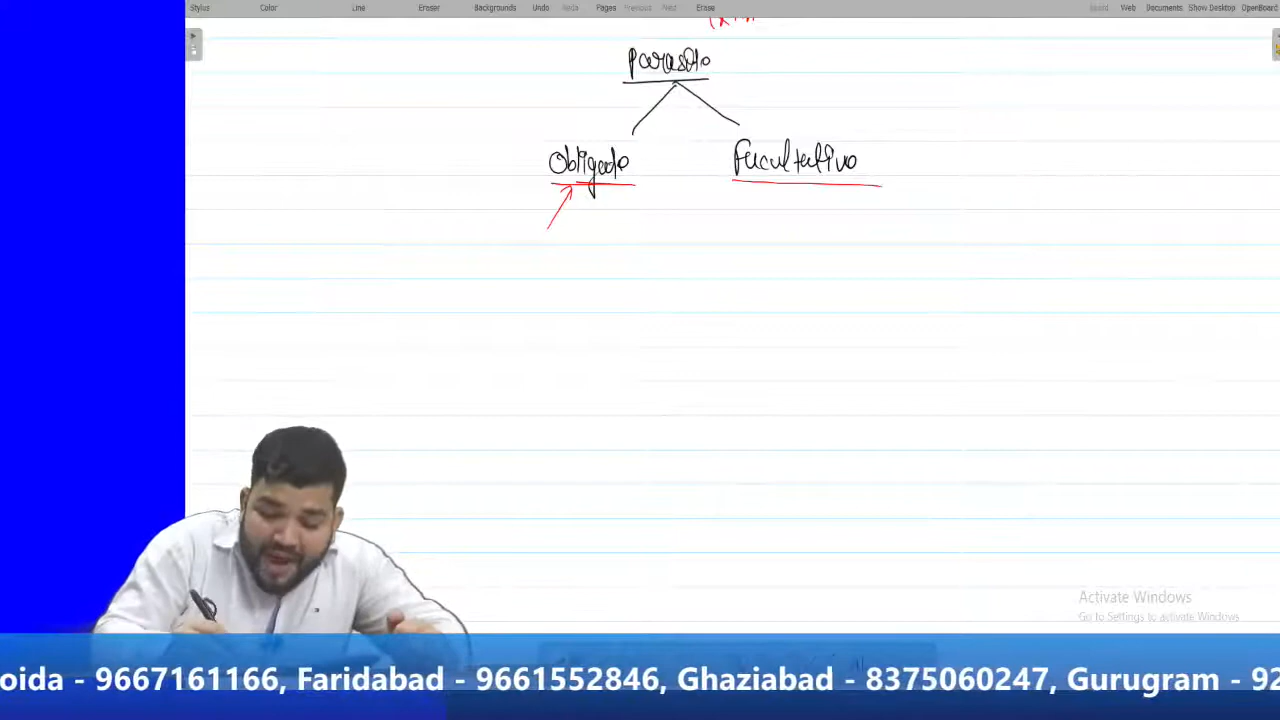 Stylus Color Line Eraser Backgrounds Undo Redo Pages Previous Next Erase Board Web Documents Show Desktop OpenBoard
Parasite
Obligate Facultative
Activate Windows
Go to Settings to activate Windows.
oida - 9667161166, Faridabad - 9661552846, Ghaziabad - 8375060247, Gurugram - 92